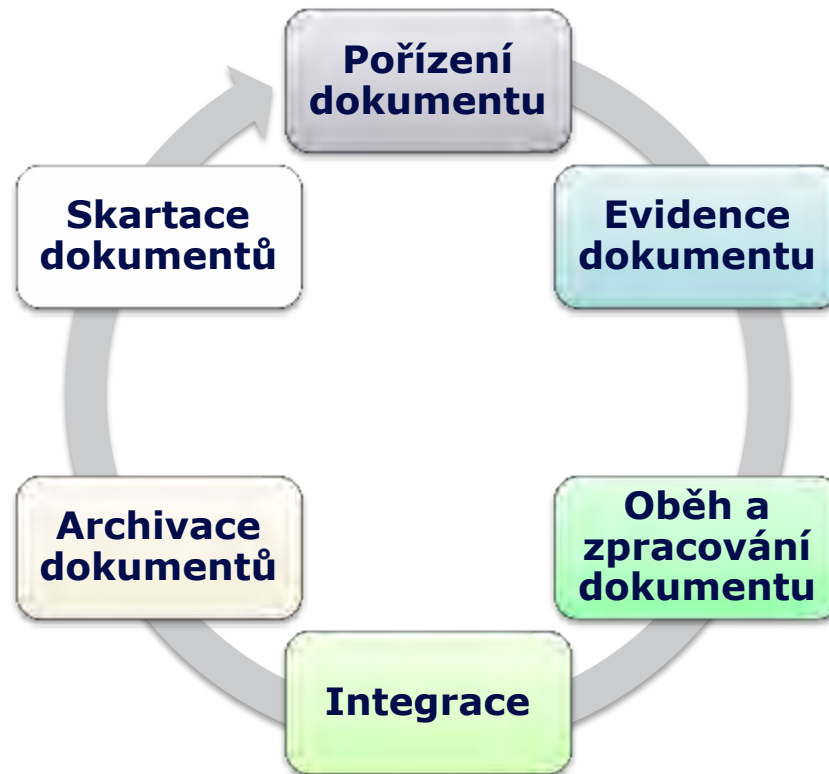 Pořízení
dokumentu
Evidence
dokumentu
Oběh a
zpracování
dokumentu
Integrace
Archivace
dokumentů
Skartace
dokumentů